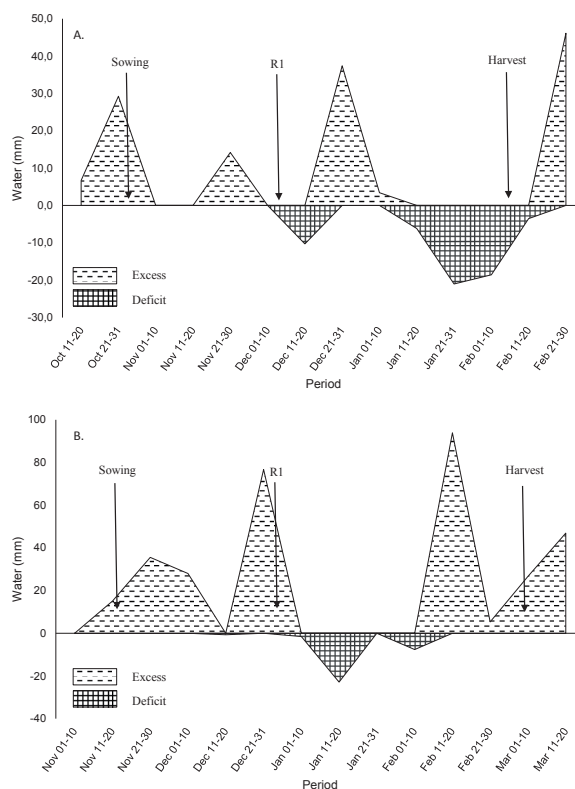 50,0
A.
Sowing
R1
Harvest
40,0
30,0
20,0
10,0
0,0
-10,0
-20,0
-30,0
Water (mm)
Excess
Deficit
Oct 11-20
Oct 21-31
Nov 01-10
Nov 11-20
Nov 21-30
Dec 01-10
Dec 11-20
Dec 21-31
Jan 01-10
Jan 11-20
Jan 21-31
Feb 01-10
Feb 11-20
Feb 21-30
Period
100
B.
Sowing
R1
Harvest
80
60
40
20
0
-20
-40
Water (mm)
Excess
Deficit
Nov 01-10
Nov 11-20
Nov 21-30
Dec 01-10
Dec 11-20
Dec 21-31
Jan 01-10
Jan 11-20
Jan 21-31
Feb 01-10
Feb 11-20
Feb 21-30
Mar 01-10
Mar 11-20
Period